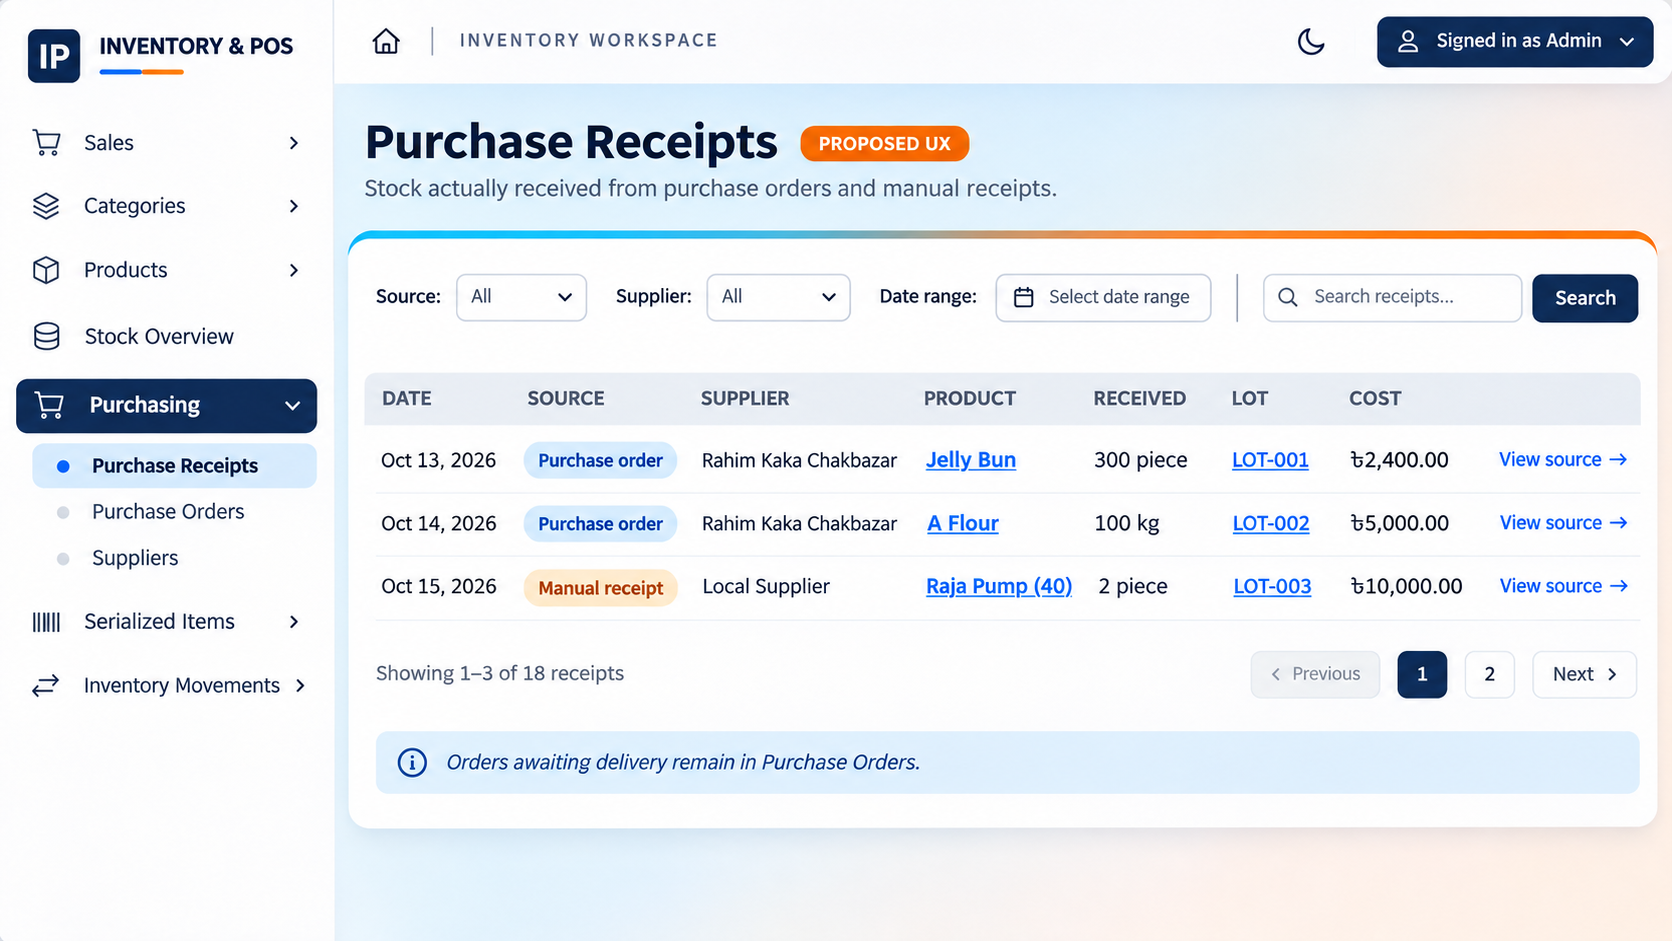 IP INVENTORY & POS
INVENTORY WORKSPACE
Signed in as Admin
Sales
Categories
Products
Stock Overview
Purchasing
Purchase Receipts
Purchase Orders
Suppliers
Serialized Items
Inventory Movements
Purchase Receipts PROPOSED UX
Stock actually received from purchase orders and manual receipts.
Source: All Supplier: All Date range: Select date range Search receipts... Search
DATE SOURCE SUPPLIER PRODUCT RECEIVED LOT COST
Oct 13, 2026 Purchase order Rahim Kaka Chakbazar Jelly Bun 300 piece LOT-001 ৳2,400.00 View source →
Oct 14, 2026 Purchase order Rahim Kaka Chakbazar A Flour 100 kg LOT-002 ৳5,000.00 View source →
Oct 15, 2026 Manual receipt Local Supplier Raja Pump (40) 2 piece LOT-003 ৳10,000.00 View source →
Showing 1–3 of 18 receipts
Previous 1 2 Next
Orders awaiting delivery remain in Purchase Orders.